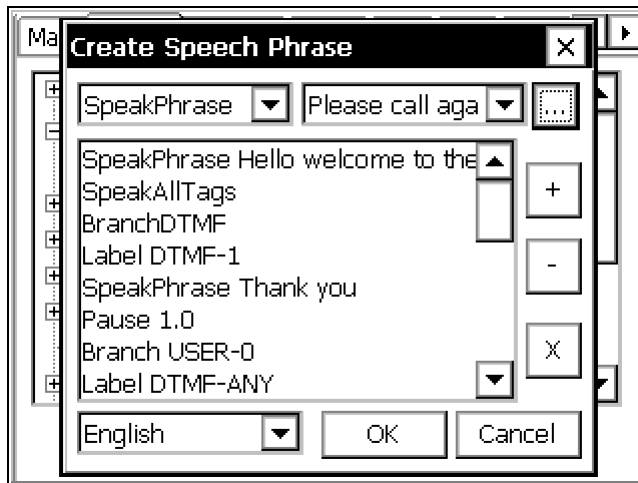 Ma
Create Speech Phrase
SpeakPhrase
Please call aga
...
SpeakPhrase Hello welcome to the
SpeakAllTags
BranchDTMF
Label DTMF-1
SpeakPhrase Thank you
Pause 1.0
Branch USER-0
Label DTMF-ANY
+
-
X
English
OK
Cancel